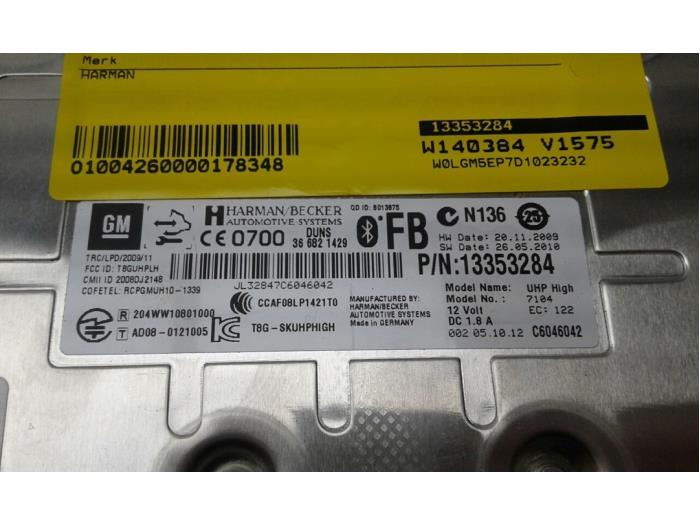 Merk
HARMAN
01004260000178348
13353284
W140384 V1575
W0LGM5EP7D1023232
GM
HARMAN/BECKER
AUTOMOTIVE SYSTEMS
QD ID: B013875
CE 0700 DUNS
36 682 1429
FB
N136
HW Date: 20.11.2009
SW Date: 26.05.2010
P/N:13353284
TRC/LPD/2009/11
FCC ID: T8GUHPLH
CMII ID 2008DJ2148
COFETEL: RCPGMUH10-1339
JL32847C6046042
CCAF08LP1421T0
MANUFACTURED BY:
HARMAN/BECKER
AUTOMOTIVE SYSTEMS
MADE IN GERMANY
Model Name: UHP High
Model No.: 7104
12 Volt EC: 122
DC 1.8 A
002 05.10.12 C6046042
R 204WW10801000
T AD08-0121005
T8G-SKUHPHIGH